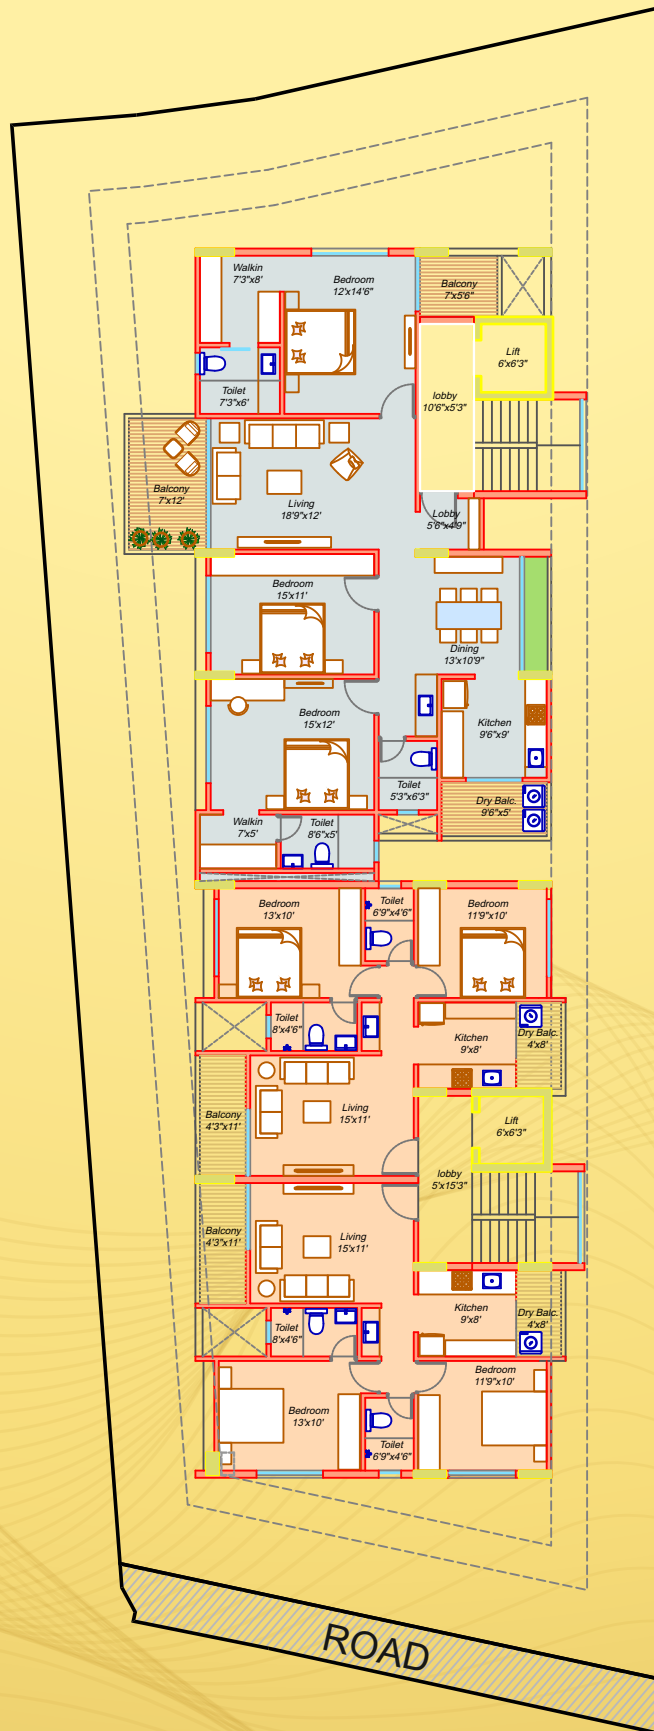 Walkin
7'3"x8'
Bedroom
12'x14'6"
Balcony
7'x5'6"
Lift
6'x6'3"
Toilet
7'3"x6'
lobby
10'6"x5'3"
Balcony
7'x12'
Living
18'9"x12'
Lobby
5'6"x4'9"
Bedroom
15'x11'
Dining
13'x10'9"
Bedroom
15'x12'
Kitchen
9'6"x9'
Toilet
5'3"x6'3"
Dry Balc.
9'6"x5'
Walkin
7'x5'
Toilet
8'6"x5'
Bedroom
13'x10'
Toilet
6'9"x4'6"
Bedroom
11'9"x10'
Toilet
8'x4'6"
Kitchen
9'x8'
Dry Balc.
4'x8'
Balcony
4'3"x11'
Living
15'x11'
Lift
6'x6'3"
lobby
5'x15'3"
Balcony
4'3"x11'
Living
15'x11'
Toilet
8'x4'6"
Kitchen
9'x8'
Dry Balc.
4'x8'
Bedroom
13'x10'
Bedroom
11'9"x10'
Toilet
6'9"x4'6"
ROAD